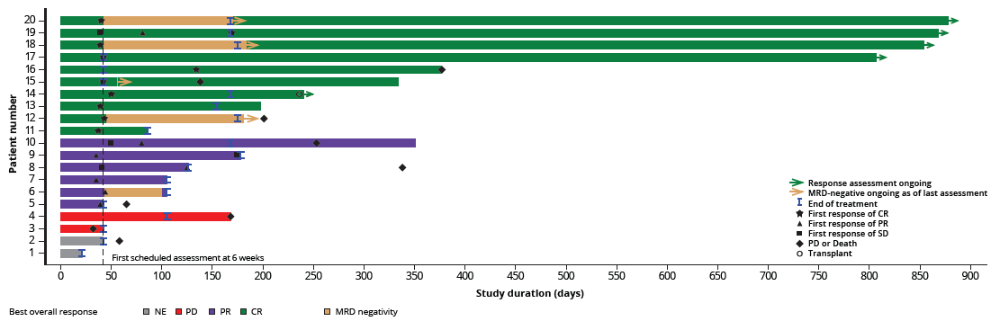 Patient number
20
19
18
17
16
15
14
13
12
11
10
9
8
7
6
5
4
3
2
1
Response assessment ongoing
MRD-negative ongoing as of last assessment
End of treatment
First response of CR
First response of PR
First response of SD
PD or Death
Transplant
First scheduled assessment at 6 weeks
0 50 100 150 200 250 300 350 400 450 500 550 600 650 700 750 800 850 900
Study duration (days)
Best overall response NE PD PR CR MRD negativity